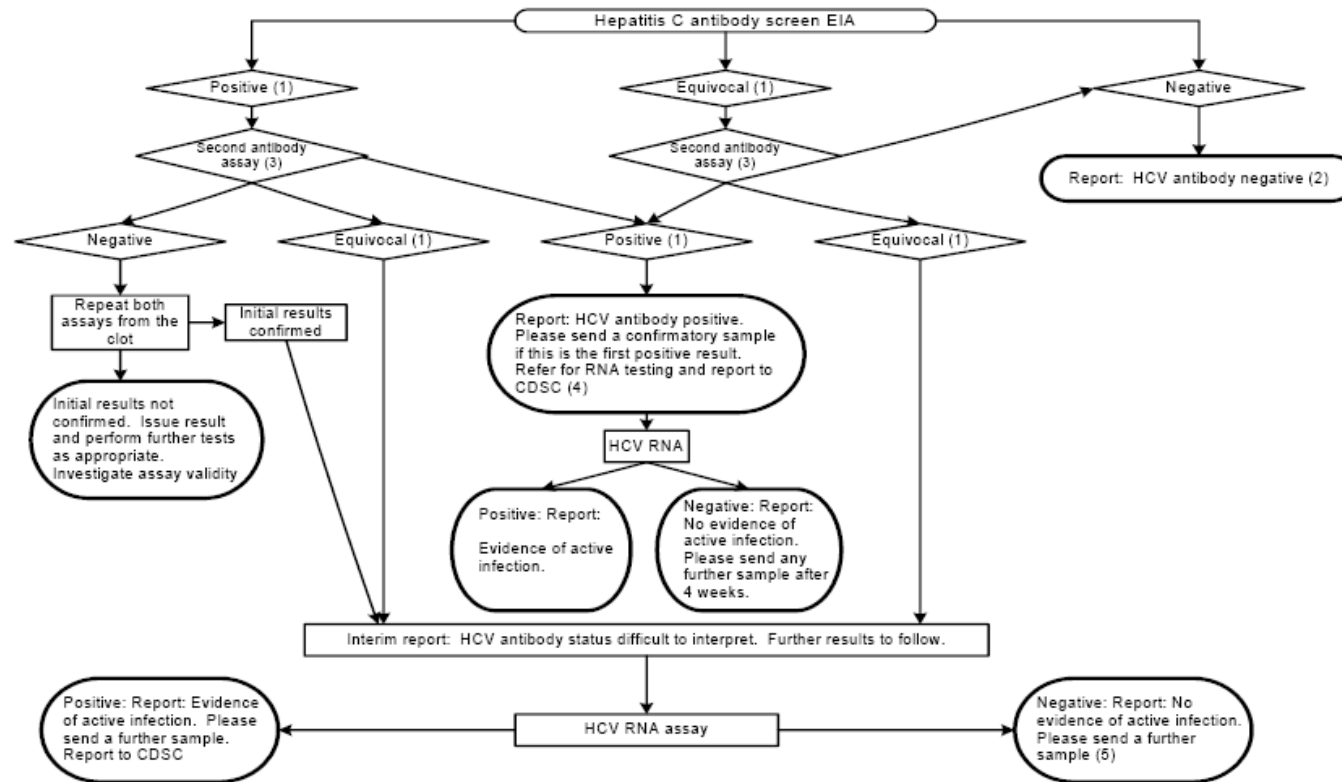 Hepatitis C antibody screen EIA
Positive (1)
Equivocal (1)
Negative
Second antibody
assay (3)
Second antibody
assay (3)
Report:  HCV antibody negative (2)
Negative
Equivocal (1)
Positive (1)
Equivocal (1)
Repeat both
assays from the
clot
Initial results
confirmed
Report: HCV antibody positive.
Please send a confirmatory sample
if this is the first positive result.
Refer for RNA testing and report to
CDSC (4)
Initial results not
confirmed.  Issue result
and perform further tests
as appropriate.
Investigate assay validity
HCV RNA
Positive: Report:
Evidence of active
infection.
Negative: Report:
No evidence of
active infection.
Please send any
further sample after
4 weeks.
Interim report:  HCV antibody status difficult to interpret.  Further results to follow.
Positive: Report: Evidence
of active infection.  Please
send a further sample.
Report to CDSC
HCV RNA assay
Negative: Report: No
evidence of active infection.
Please send a further
sample (5)